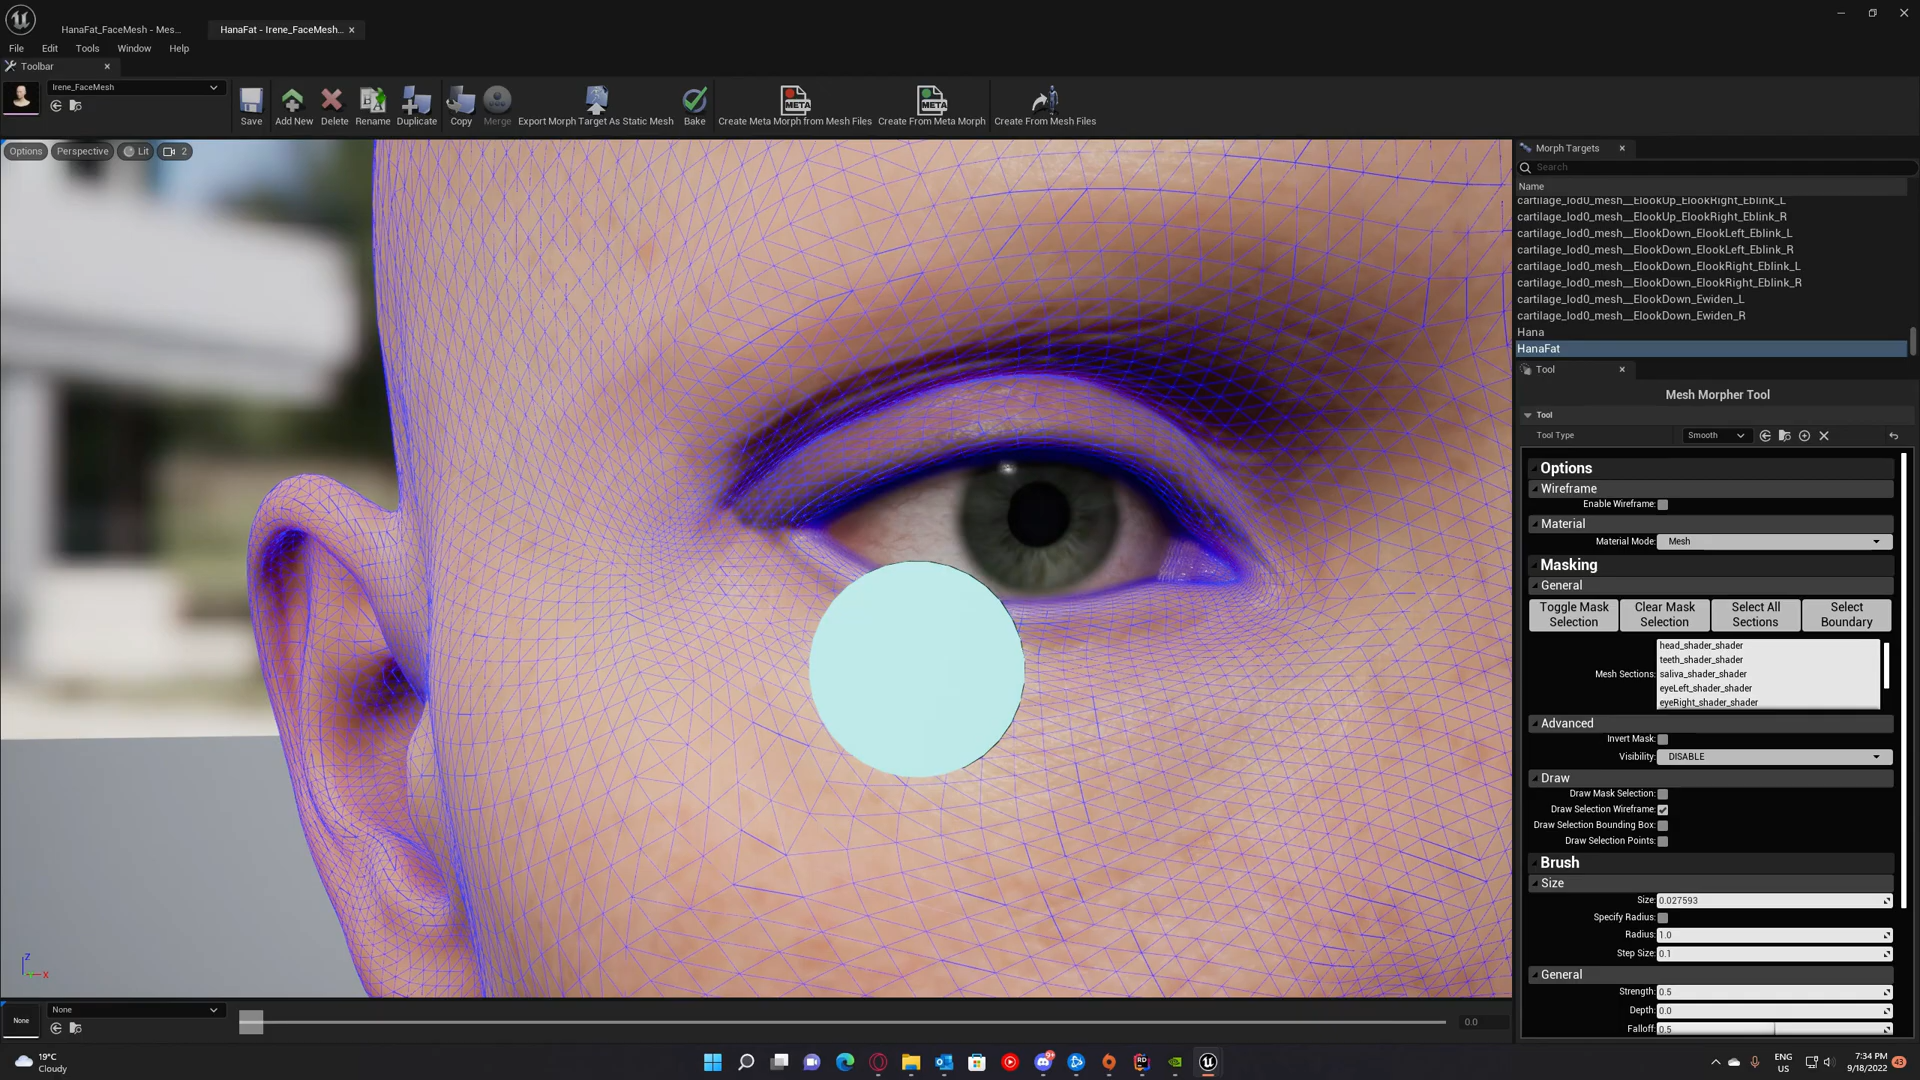 HanaFat_FaceMesh - Mes...
HanaFat - Irene_FaceMesh...
File Edit Tools Window Help
Toolbar
Irene_FaceMesh
Save
Add New
Delete
Rename
Duplicate
Copy
Merge
Export Morph Target As Static Mesh
Bake
META
Create Meta Morph from Mesh Files
META
Create From Meta Morph
Create From Mesh Files
Options
Perspective
Lit
2
Morph Targets
Search
Name
cartilage_lod0_mesh__ElookUp_ElookRight_Eblink_L
cartilage_lod0_mesh__ElookUp_ElookRight_Eblink_R
cartilage_lod0_mesh__ElookDown_ElookLeft_Eblink_L
cartilage_lod0_mesh__ElookDown_ElookLeft_Eblink_R
cartilage_lod0_mesh__ElookDown_ElookRight_Eblink_L
cartilage_lod0_mesh__ElookDown_ElookRight_Eblink_R
cartilage_lod0_mesh__ElookDown_Ewiden_L
cartilage_lod0_mesh__ElookDown_Ewiden_R
Hana
HanaFat
Tool
Mesh Morpher Tool
Tool
Tool Type Smooth
Options
Wireframe
Enable Wireframe:
Material
Material Mode: Mesh
Masking
General
Toggle Mask Selection
Clear Mask Selection
Select All Sections
Select Boundary
Mesh Sections:
head_shader_shader
teeth_shader_shader
saliva_shader_shader
eyeLeft_shader_shader
eyeRight_shader_shader
Advanced
Invert Mask:
Visibility: DISABLE
Draw
Draw Mask Selection:
Draw Selection Wireframe:
Draw Selection Bounding Box:
Draw Selection Points:
Brush
Size
Size: 0.027593
Specify Radius:
Radius: 1.0
Step Size: 0.1
General
Strength: 0.5
Depth: 0.0
Falloff: 0.5
Z
X
None
None
0.0
19°C
Cloudy
RD
ENG
US
7:34 PM
9/18/2022
43